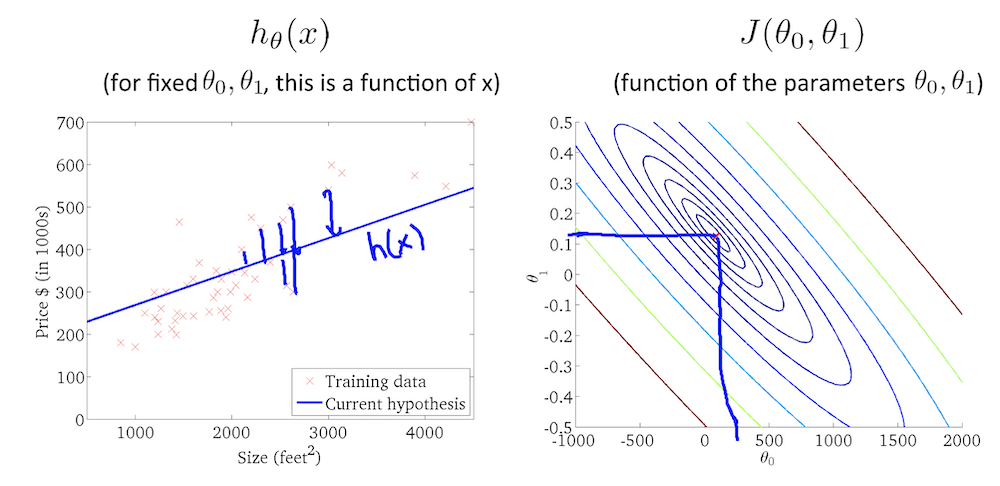 h_θ(x)
(for fixed θ₀, θ₁, this is a function of x)
700
600
500
400
300
200
100
0
Price $ (in 1000s)
1000 2000 3000 4000
Size (feet²)
h(x)
Training data
Current hypothesis
J(θ₀, θ₁)
(function of the parameters θ₀, θ₁)
0.5
0.4
0.3
0.2
0.1
0
-0.1
-0.2
-0.3
-0.4
-0.5
θ₁
-1000 -500 0 500 1000 1500 2000
θ₀